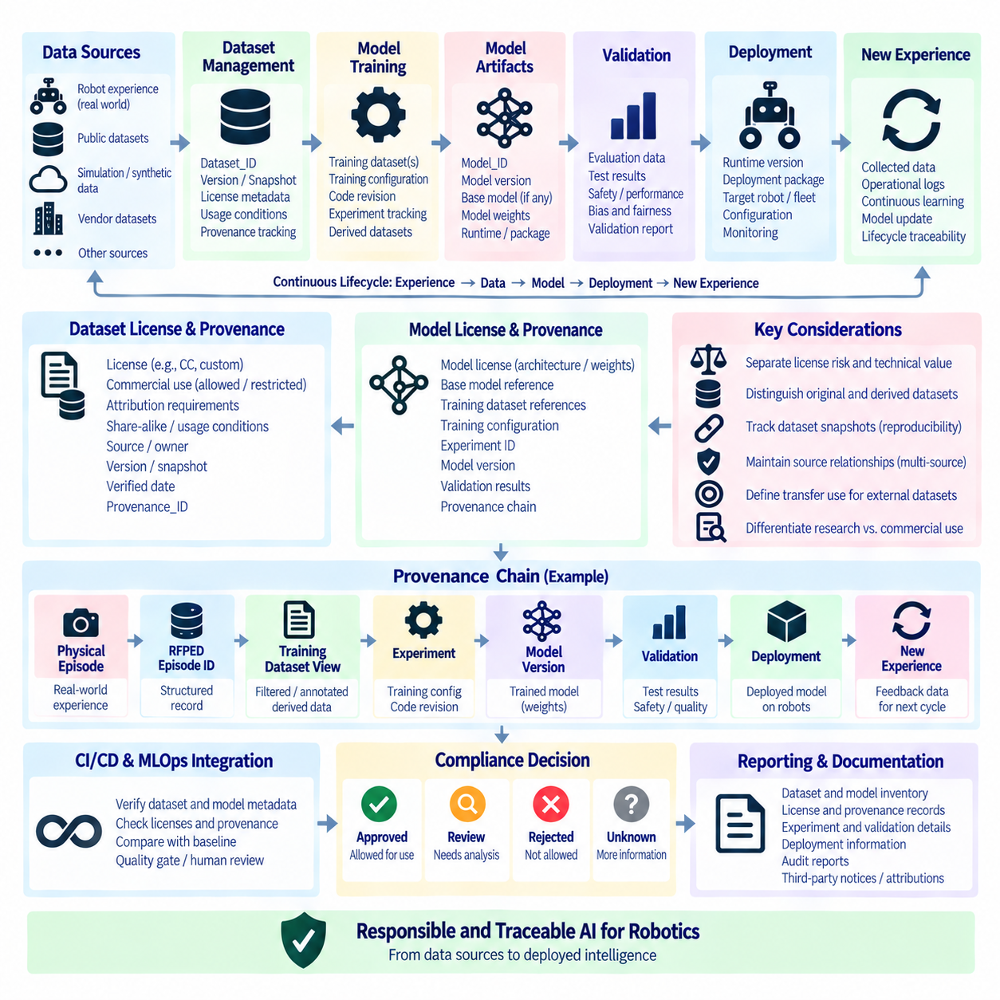 Data Sources
Robot experience
(real world)
Public datasets
Simulation / synthetic
data
Vendor datasets
Other sources
Dataset
Management
Dataset_ID
Version / Snapshot
License metadata
Usage conditions
Provenance tracking
Model
Training
Training dataset(s)
Training configuration
Code revision
Experiment tracking
Derived datasets
Model
Artifacts
Model_ID
Model version
Base model (if any)
Model weights
Runtime / package
Validation
Evaluation data
Test results
Safety / performance
Bias and fairness
Validation report
Deployment
Runtime version
Deployment package
Target robot / fleet
Configuration
Monitoring
New Experience
Collected data
Operational logs
Continuous learning
Model update
Lifecycle traceability
Continuous Lifecycle: Experience → Data → Model → Deployment → New Experience
Dataset License & Provenance
License (e.g., CC, custom)
Commercial use (allowed / restricted)
Attribution requirements
Share-alike / usage conditions
Source / owner
Version / snapshot
Verified date
Provenance_ID
Model License & Provenance
Model license (architecture / weights)
Base model reference
Training dataset references
Training configuration
Experiment ID
Model version
Validation results
Provenance chain
Key Considerations
Separate license risk and technical value
Distinguish original and derived datasets
Track dataset snapshots (reproducibility)
Maintain source relationships (multi-source)
Define transfer use for external datasets
Differentiate research vs. commercial use
Provenance Chain (Example)
Physical
Episode
Real-world
experience
RFPED
Episode ID
Structured
record
Training
Dataset View
Filtered / annotated
derived data
Experiment
Training config
Code revision
Model
Version
Trained model
(weights)
Validation
Test results
Safety / quality
Deployment
Deployed model
on robots
New
Experience
Feedback data
for next cycle
CI/CD & MLOps Integration
Verify dataset and model metadata
Check licenses and provenance
Compare with baseline
Quality gate / human review
Compliance Decision
Approved
Allowed for use
Review
Needs analysis
Rejected
Not allowed
?
Unknown
More information
Reporting & Documentation
Dataset and model inventory
License and provenance records
Experiment and validation details
Deployment information
Audit reports
Third-party notices / attributions
Responsible and Traceable AI for Robotics
From data sources to deployed intelligence